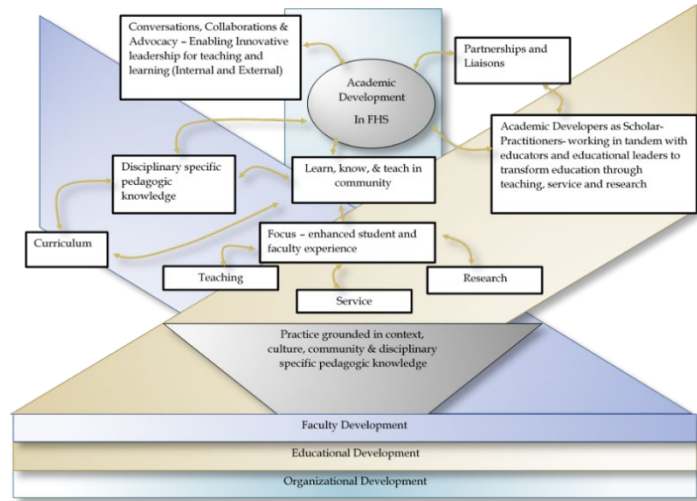 Conversations, Collaborations &
Advocacy – Enabling Innovative
leadership for teaching and
learning (Internal and External)
Partnerships and
Liaisons
Academic
Development
In FHS
Academic Developers as Scholar-
Practitioners- working in tandem with
educators and educational leaders to
transform education through
teaching, service and research
Disciplinary specific
pedagogic
knowledge
Learn, know, & teach in
community
Curriculum
Focus – enhanced student and
faculty experience
Teaching
Research
Service
Practice grounded in context,
culture, community & disciplinary
specific pedagogic knowledge
Faculty Development
Educational Development
Organizational Development